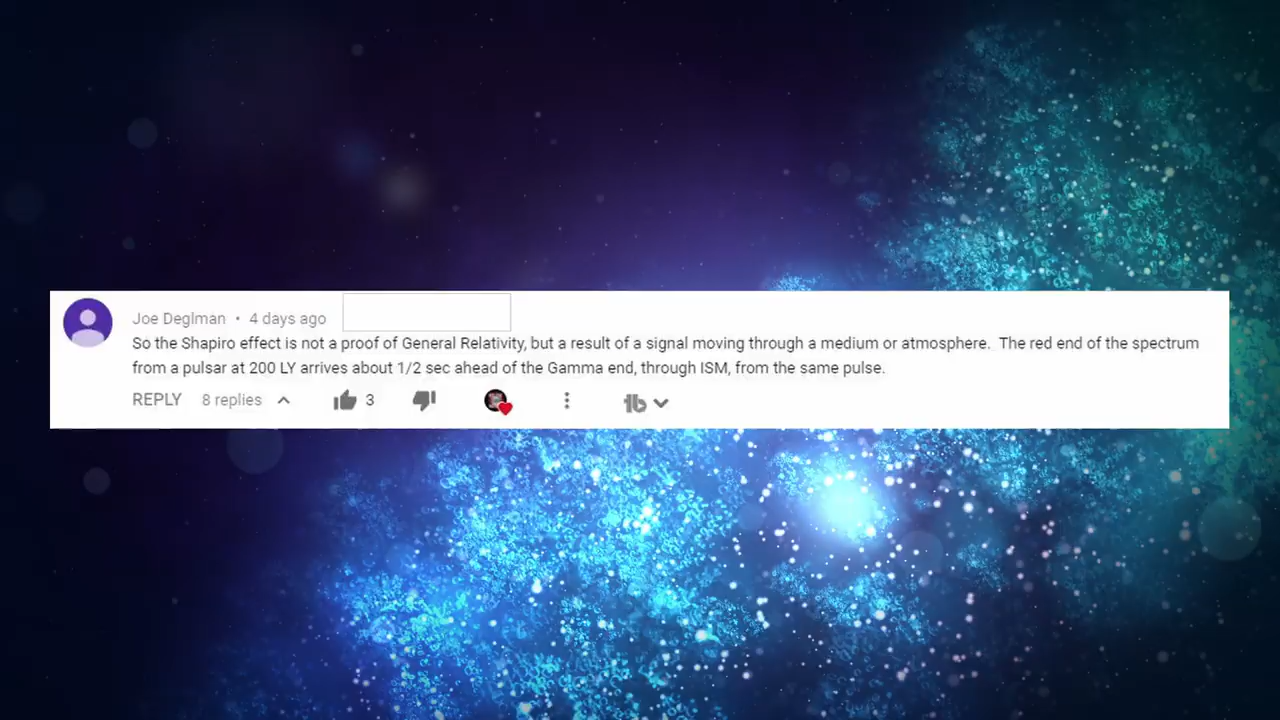 Joe Deglman • 4 days ago
So the Shapiro effect is not a proof of General Relativity, but a result of a signal moving through a medium or atmosphere. The red end of the spectrum
from a pulsar at 200 LY arrives about 1/2 sec ahead of the Gamma end, through ISM, from the same pulse.
REPLY 8 replies 3 tb